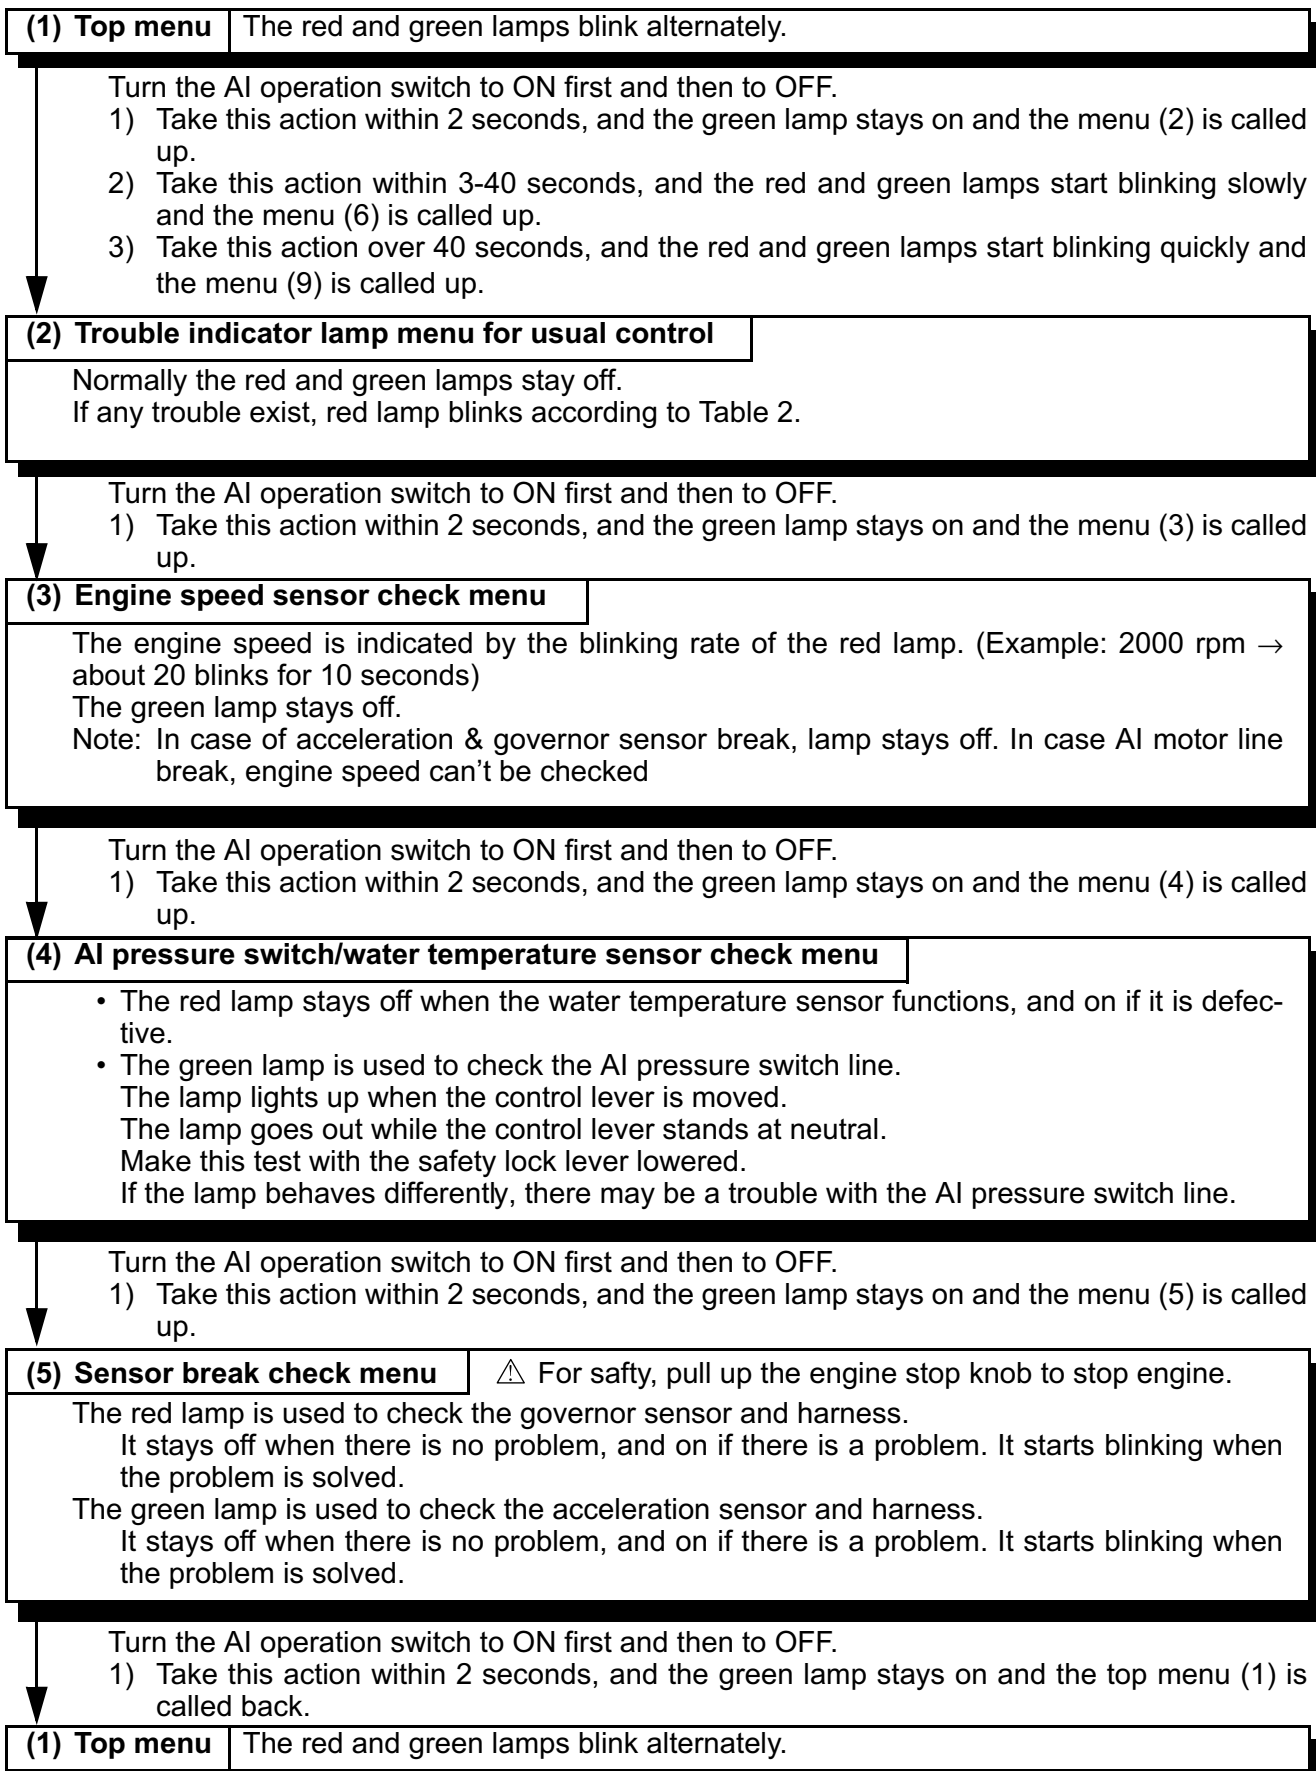 (1) Top menu The red and green lamps blink alternately.
Turn the AI operation switch to ON first and then to OFF.
1) Take this action within 2 seconds, and the green lamp stays on and the menu (2) is called
up.
2) Take this action within 3-40 seconds, and the red and green lamps start blinking slowly
and the menu (6) is called up.
3) Take this action over 40 seconds, and the red and green lamps start blinking quickly and
the menu (9) is called up.
(2) Trouble indicator lamp menu for usual control
Normally the red and green lamps stay off.
If any trouble exist, red lamp blinks according to Table 2.
Turn the AI operation switch to ON first and then to OFF.
1) Take this action within 2 seconds, and the green lamp stays on and the menu (3) is called
up.
(3) Engine speed sensor check menu
The engine speed is indicated by the blinking rate of the red lamp. (Example: 2000 rpm →
about 20 blinks for 10 seconds)
The green lamp stays off.
Note: In case of acceleration & governor sensor break, lamp stays off. In case AI motor line
break, engine speed can't be checked
Turn the AI operation switch to ON first and then to OFF.
1) Take this action within 2 seconds, and the green lamp stays on and the menu (4) is called
up.
(4) AI pressure switch/water temperature sensor check menu
• The red lamp stays off when the water temperature sensor functions, and on if it is defec-
tive.
• The green lamp is used to check the AI pressure switch line.
The lamp lights up when the control lever is moved.
The lamp goes out while the control lever stands at neutral.
Make this test with the safety lock lever lowered.
If the lamp behaves differently, there may be a trouble with the AI pressure switch line.
Turn the AI operation switch to ON first and then to OFF.
1) Take this action within 2 seconds, and the green lamp stays on and the menu (5) is called
up.
(5) Sensor break check menu ⚠ For safty, pull up the engine stop knob to stop engine.
The red lamp is used to check the governor sensor and harness.
It stays off when there is no problem, and on if there is a problem. It starts blinking when
the problem is solved.
The green lamp is used to check the acceleration sensor and harness.
It stays off when there is no problem, and on if there is a problem. It starts blinking when
the problem is solved.
Turn the AI operation switch to ON first and then to OFF.
1) Take this action within 2 seconds, and the green lamp stays on and the top menu (1) is
called back.
(1) Top menu The red and green lamps blink alternately.